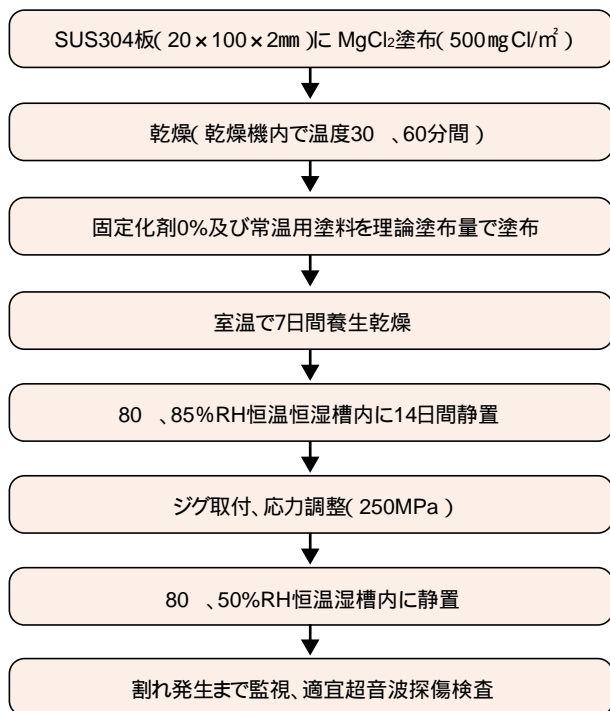 SUS304板(20×100×2㎜)にMgCl₂塗布(500㎎Cl/㎡)
乾燥(乾燥機内で温度30 、60分間)
固定化剤0%及び常温用塗料を理論塗布量で塗布
室温で7日間養生乾燥
80 、85%RH恒温恒湿槽内に14日間静置
ジグ取付、応力調整(250MPa)
80 、50%RH恒温湿槽内に静置
割れ発生まで監視、適宜超音波探傷検査